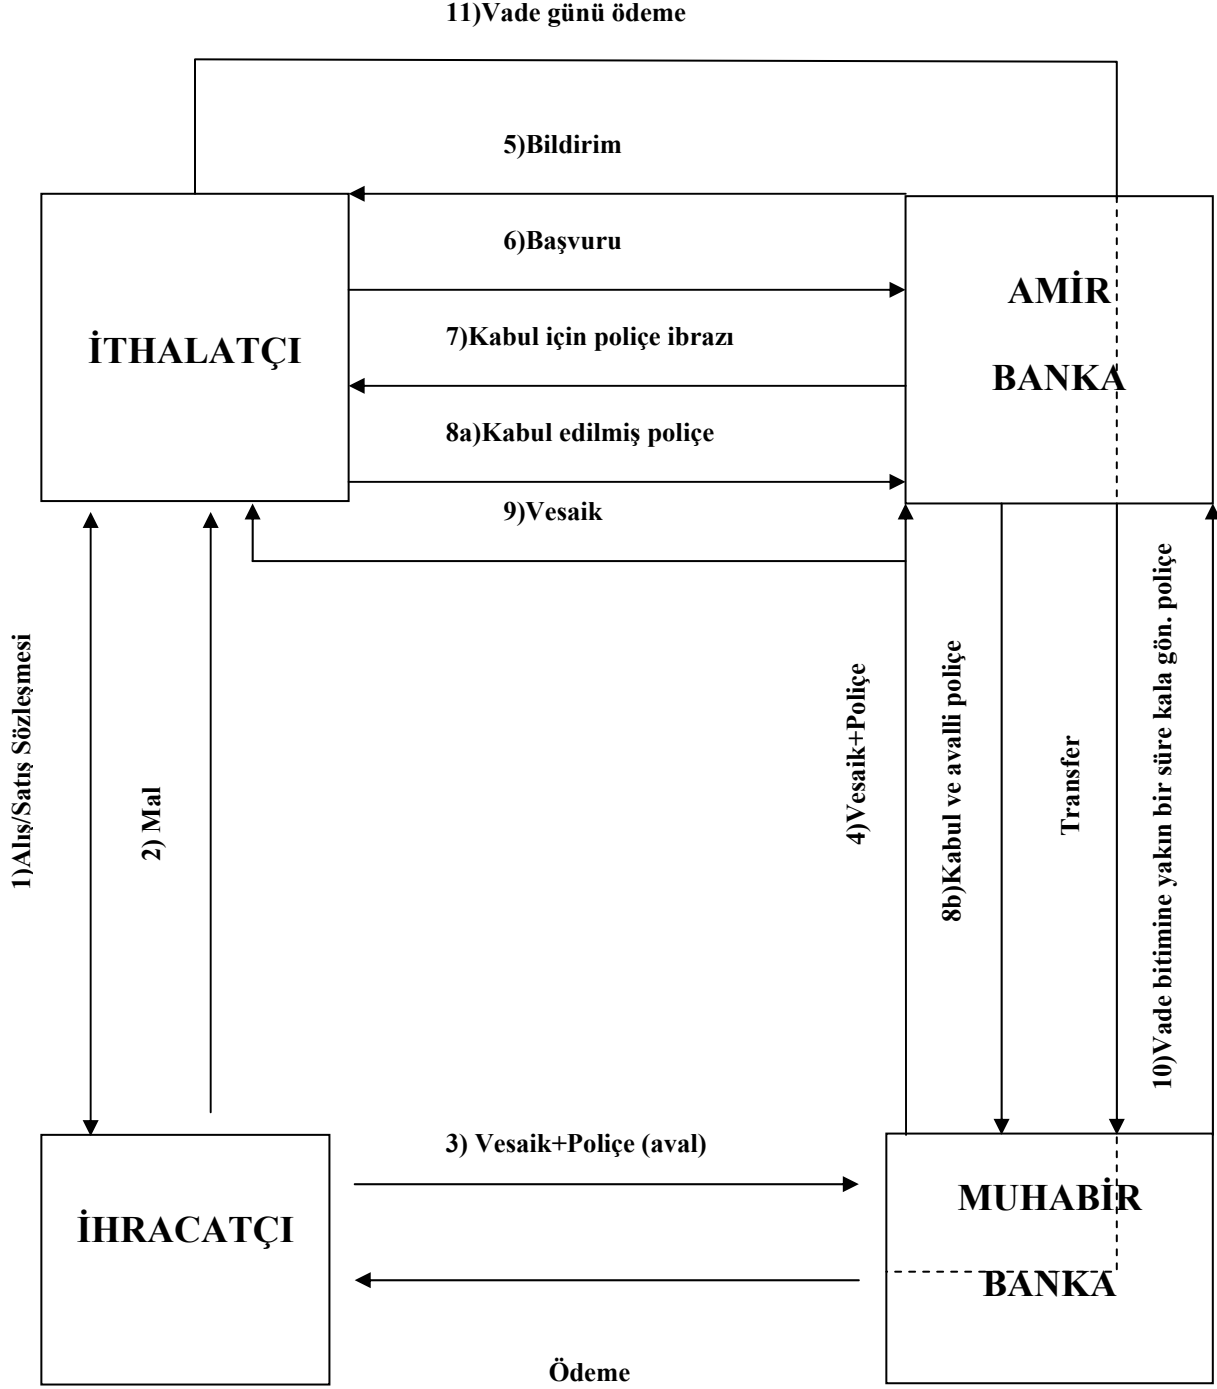 11)Vade günü ödeme
5)Bildirim
6)Başvuru
AMİR
BANKA
İTHALATÇI
7)Kabul için poliçe ibrazı
8a)Kabul edilmiş poliçe
9)Vesaik
1)Alış/Satış Sözleşmesi
2) Mal
4)Vesaik+Poliçe
8b)Kabul ve avalli poliçe
Transfer
10)Vade bitimine yakın bir süre kala gön. poliçe
3) Vesaik+Poliçe (aval)
İHRACATÇI
MUHABİR
BANKA
Ödeme